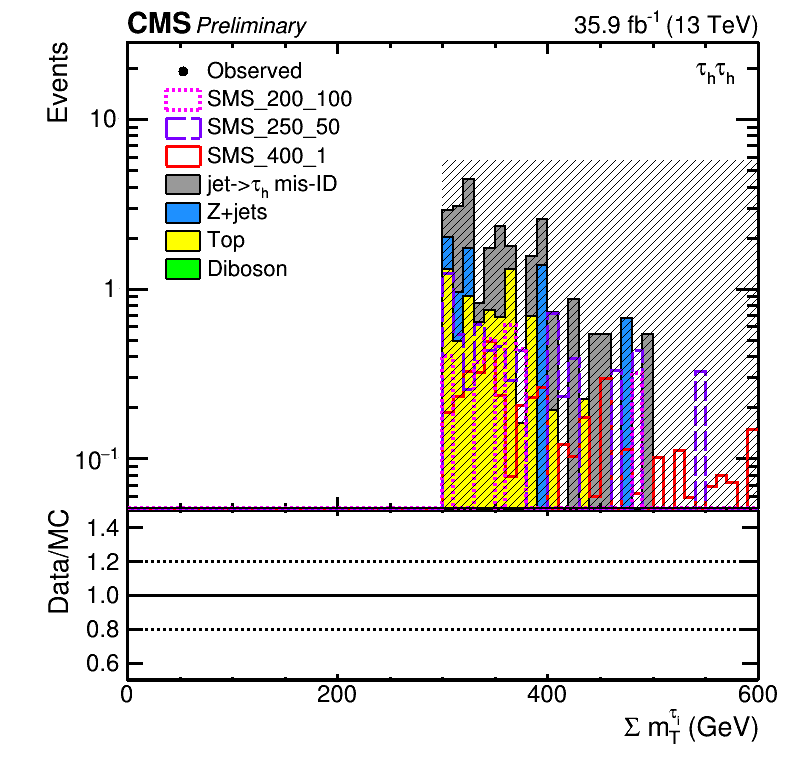 CMS Preliminary 35.9 fb⁻¹ (13 TeV)
Events
τₕτₕ
Observed
SMS_200_100
SMS_250_50
SMS_400_1
jet->τₕ mis-ID
Z+jets
Top
Diboson
10
1
10⁻¹
Data/MC
1.4
1.2
1.0
0.8
0.6
0 200 400 600
Σ m_T^{τ_i} (GeV)